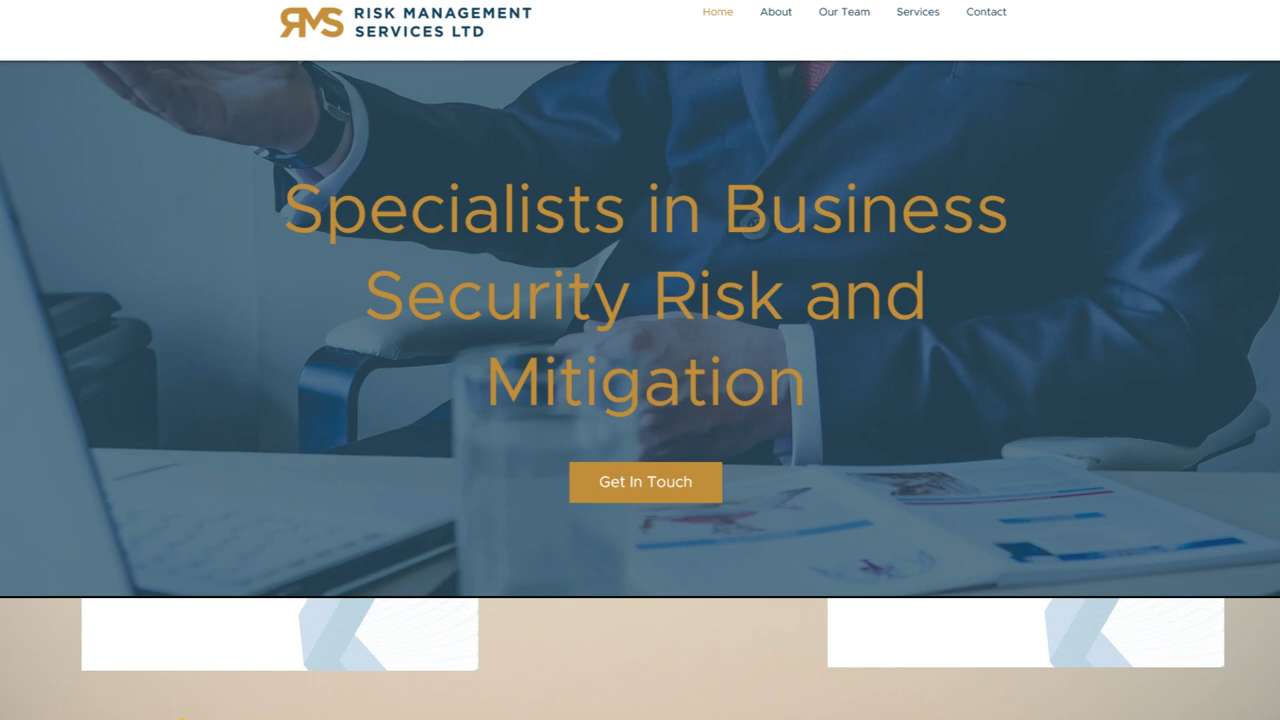 RMS
RISK MANAGEMENT
SERVICES LTD
Home About Our Team Services Contact
Specialists in Business
Security Risk and
Mitigation
Get In Touch